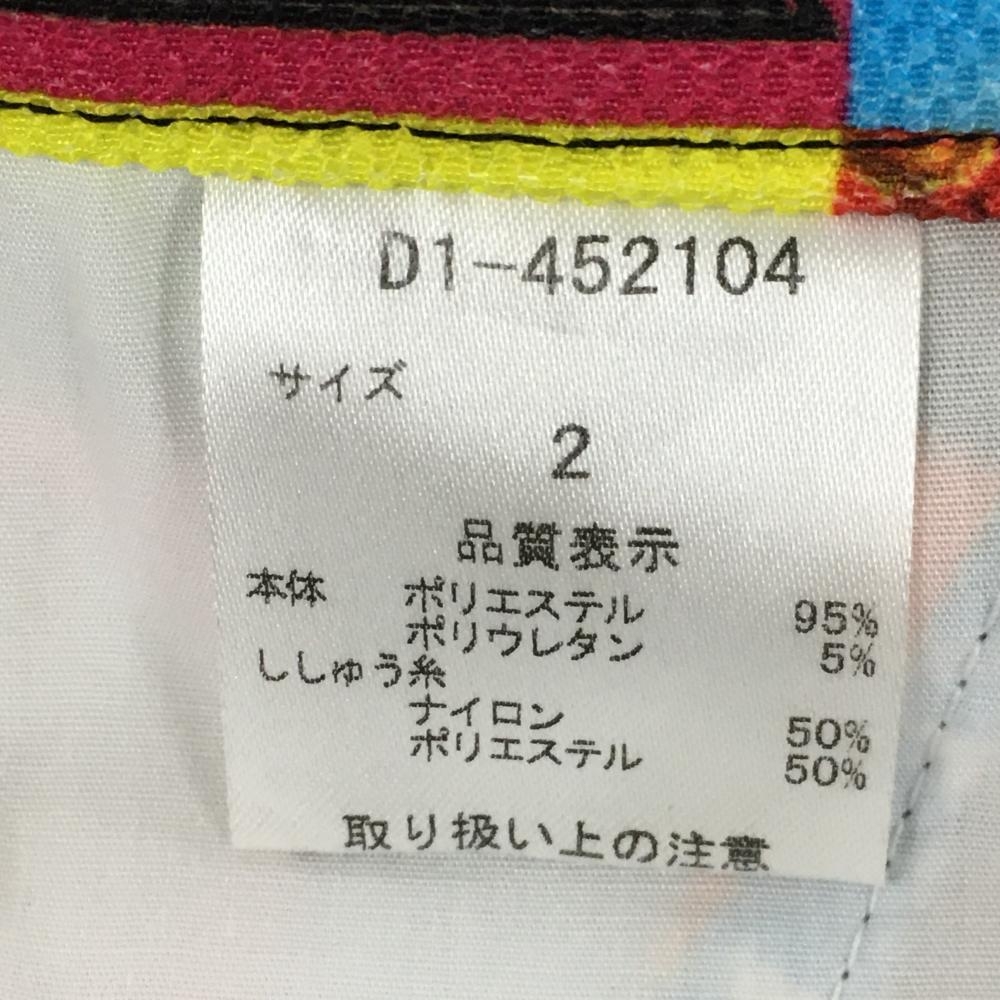 D1-452104
サイズ
2
品質表示
本体 ポリエステル 95%
ポリウレタン 5%
ししゅう糸
ナイロン 50%
ポリエステル 50%
取り扱い上の注意